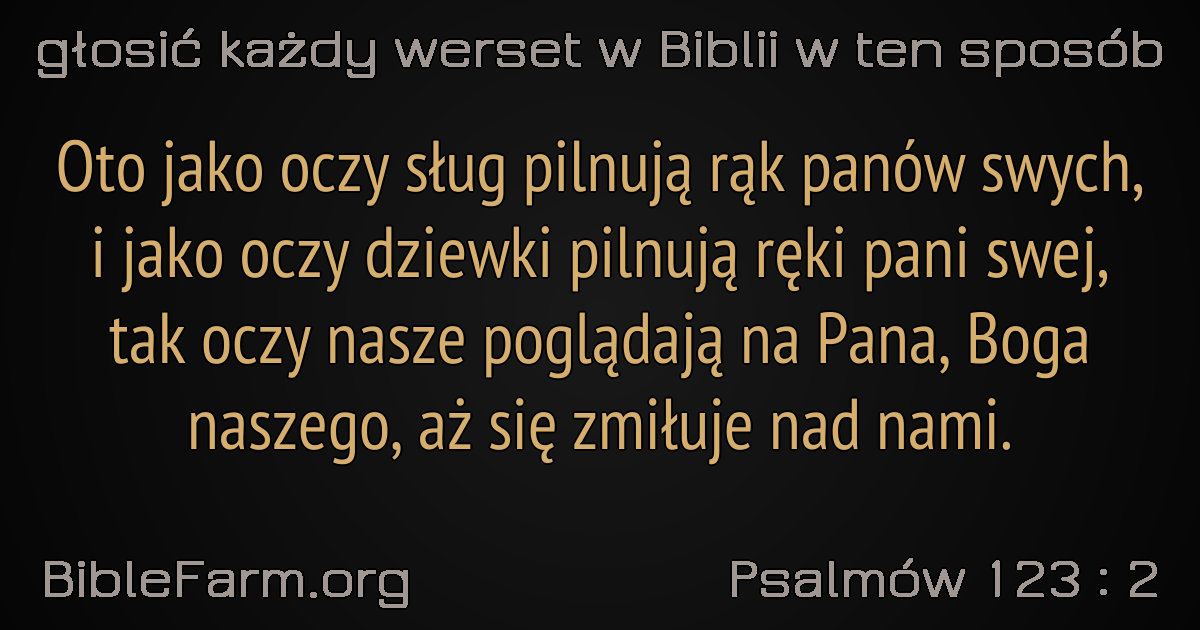 głosić każdy werset w Biblii w ten sposób
Oto jako oczy sług pilnują rąk panów swych,
i jako oczy dziewki pilnują ręki pani swej,
tak oczy nasze poglądają na Pana, Boga
naszego, aż się zmiłuje nad nami.
BibleFarm.org
Psalmów 123 : 2